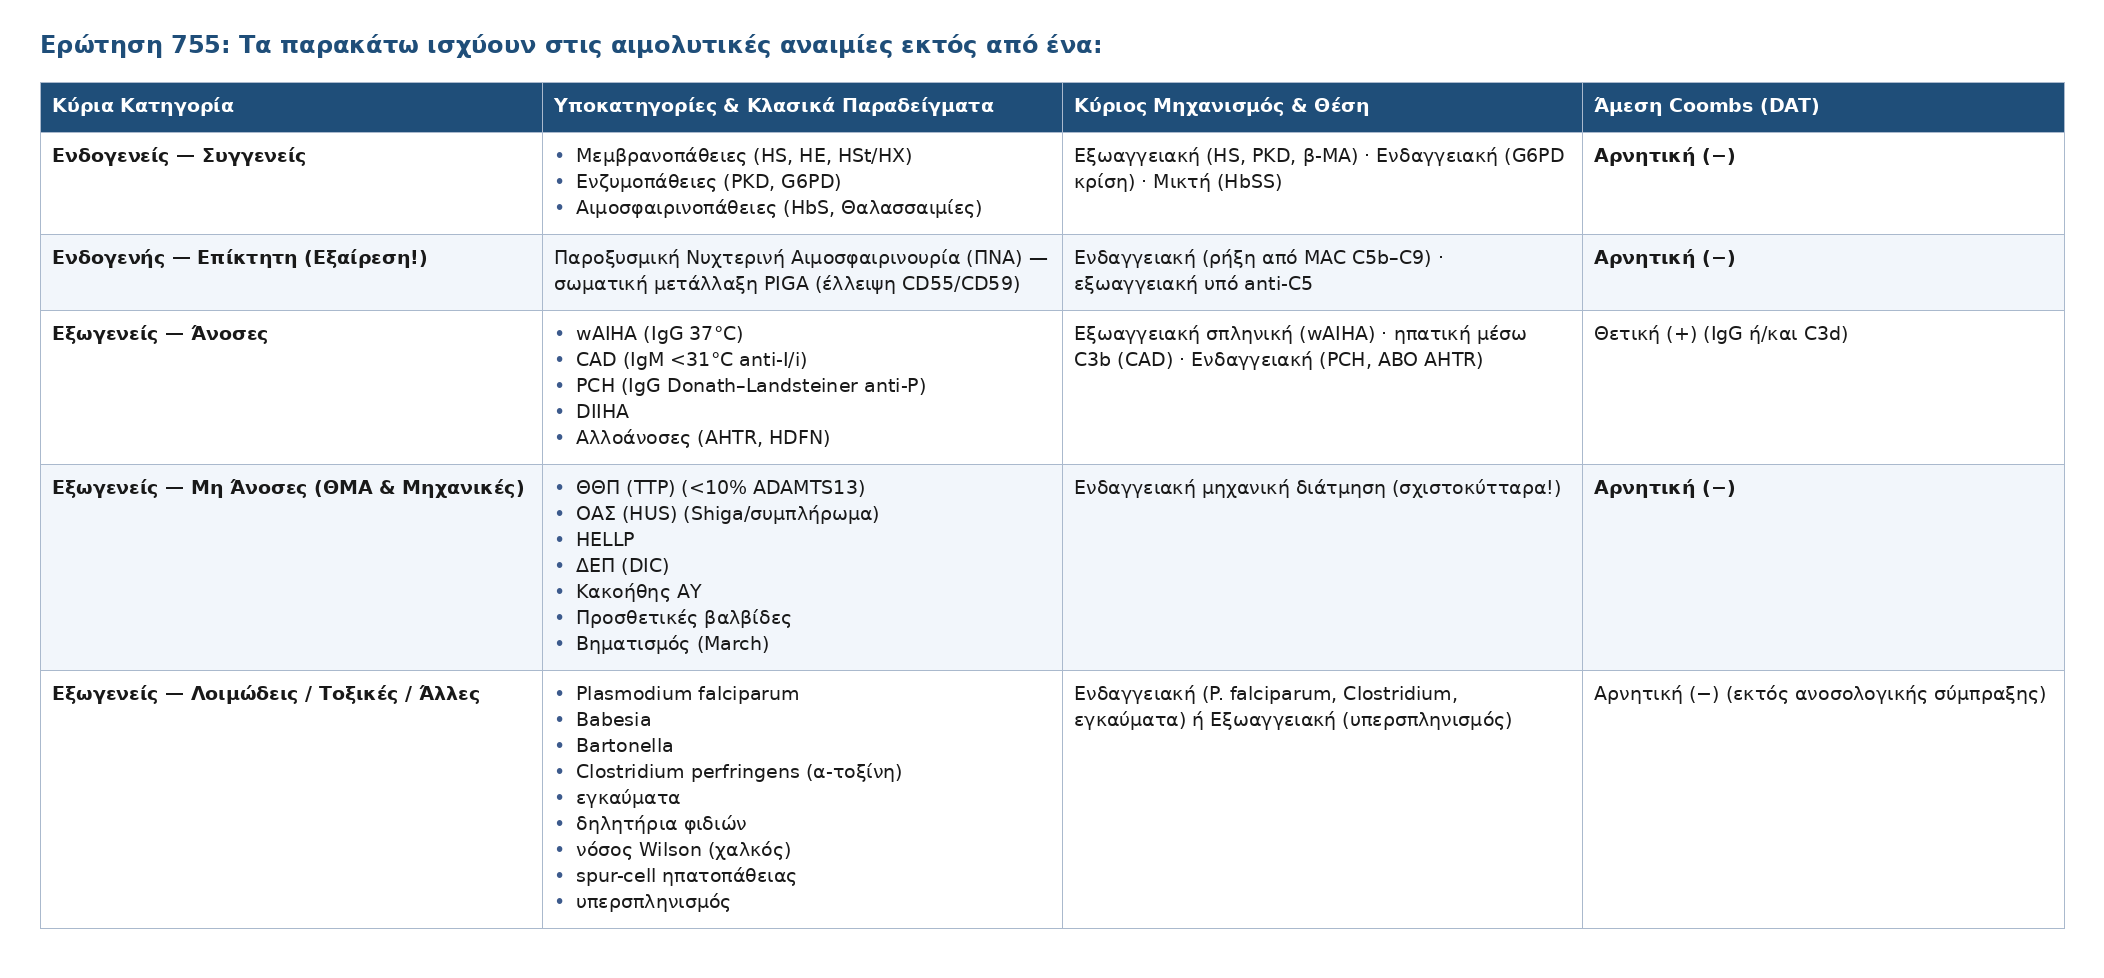 Ερώτηση 755: Τα παρακάτω ισχύουν στις αιμολυτικές αναιμίες εκτός από ένα:
Κύρια Κατηγορία
Υποκατηγορίες & Κλασικά Παραδείγματα
Κύριος Μηχανισμός & Θέση
Άμεση Coombs (DAT)
Ενδογενείς — Συγγενείς
• Μεμβρανοπάθειες (HS, HE, HSt/HX)
• Ενζυμοπάθειες (PKD, G6PD)
• Αιμοσφαιρινοπάθειες (HbS, Θαλασσαιμίες)
Εξωαγγειακή (HS, PKD, β-ΜΑ) · Ενδαγγειακή (G6PD
κρίση) · Μικτή (HbSS)
Αρνητική (−)
Ενδογενής — Επίκτητη (Εξαίρεση!)
Παροξυσμική Νυχτερινή Αιμοσφαιρινουρία (ΠΝΑ) —
σωματική μετάλλαξη PIGA (έλλειψη CD55/CD59)
Ενδαγγειακή (ρήξη από MAC C5b–C9) ·
εξωαγγειακή υπό anti-C5
Αρνητική (−)
Εξωγενείς — Άνοσες
• wAIHA (IgG 37°C)
• CAD (IgM <31°C anti-I/i)
• PCH (IgG Donath–Landsteiner anti-P)
• DIIHA
• Αλλοάνοσες (AHTR, HDFN)
Εξωαγγειακή σπληνική (wAIHA) · ηπατική μέσω
C3b (CAD) · Ενδαγγειακή (PCH, ABO AHTR)
Θετική (+) (IgG ή/και C3d)
Εξωγενείς — Μη Άνοσες (ΘΜΑ & Μηχανικές)
• ΘΘΠ (TTP) (<10% ADAMTS13)
• ΟΑΣ (HUS) (Shiga/συμπλήρωμα)
• HELLP
• ΔΕΠ (DIC)
• Κακοήθης ΑΥ
• Προσθετικές βαλβίδες
• Βηματισμός (March)
Ενδαγγειακή μηχανική διάτμηση (σχιστοκύτταρα!)
Αρνητική (−)
Εξωγενείς — Λοιμώδεις / Τοξικές / Άλλες
• Plasmodium falciparum
• Babesia
• Bartonella
• Clostridium perfringens (α-τοξίνη)
• εγκαύματα
• δηλητήρια φιδιών
• νόσος Wilson (χαλκός)
• spur-cell ηπατοπάθειας
• υπερσπληνισμός
Ενδαγγειακή (P. falciparum, Clostridium,
εγκαύματα) ή Εξωαγγειακή (υπερσπληνισμός)
Αρνητική (−) (εκτός ανοσολογικής σύμπραξης)